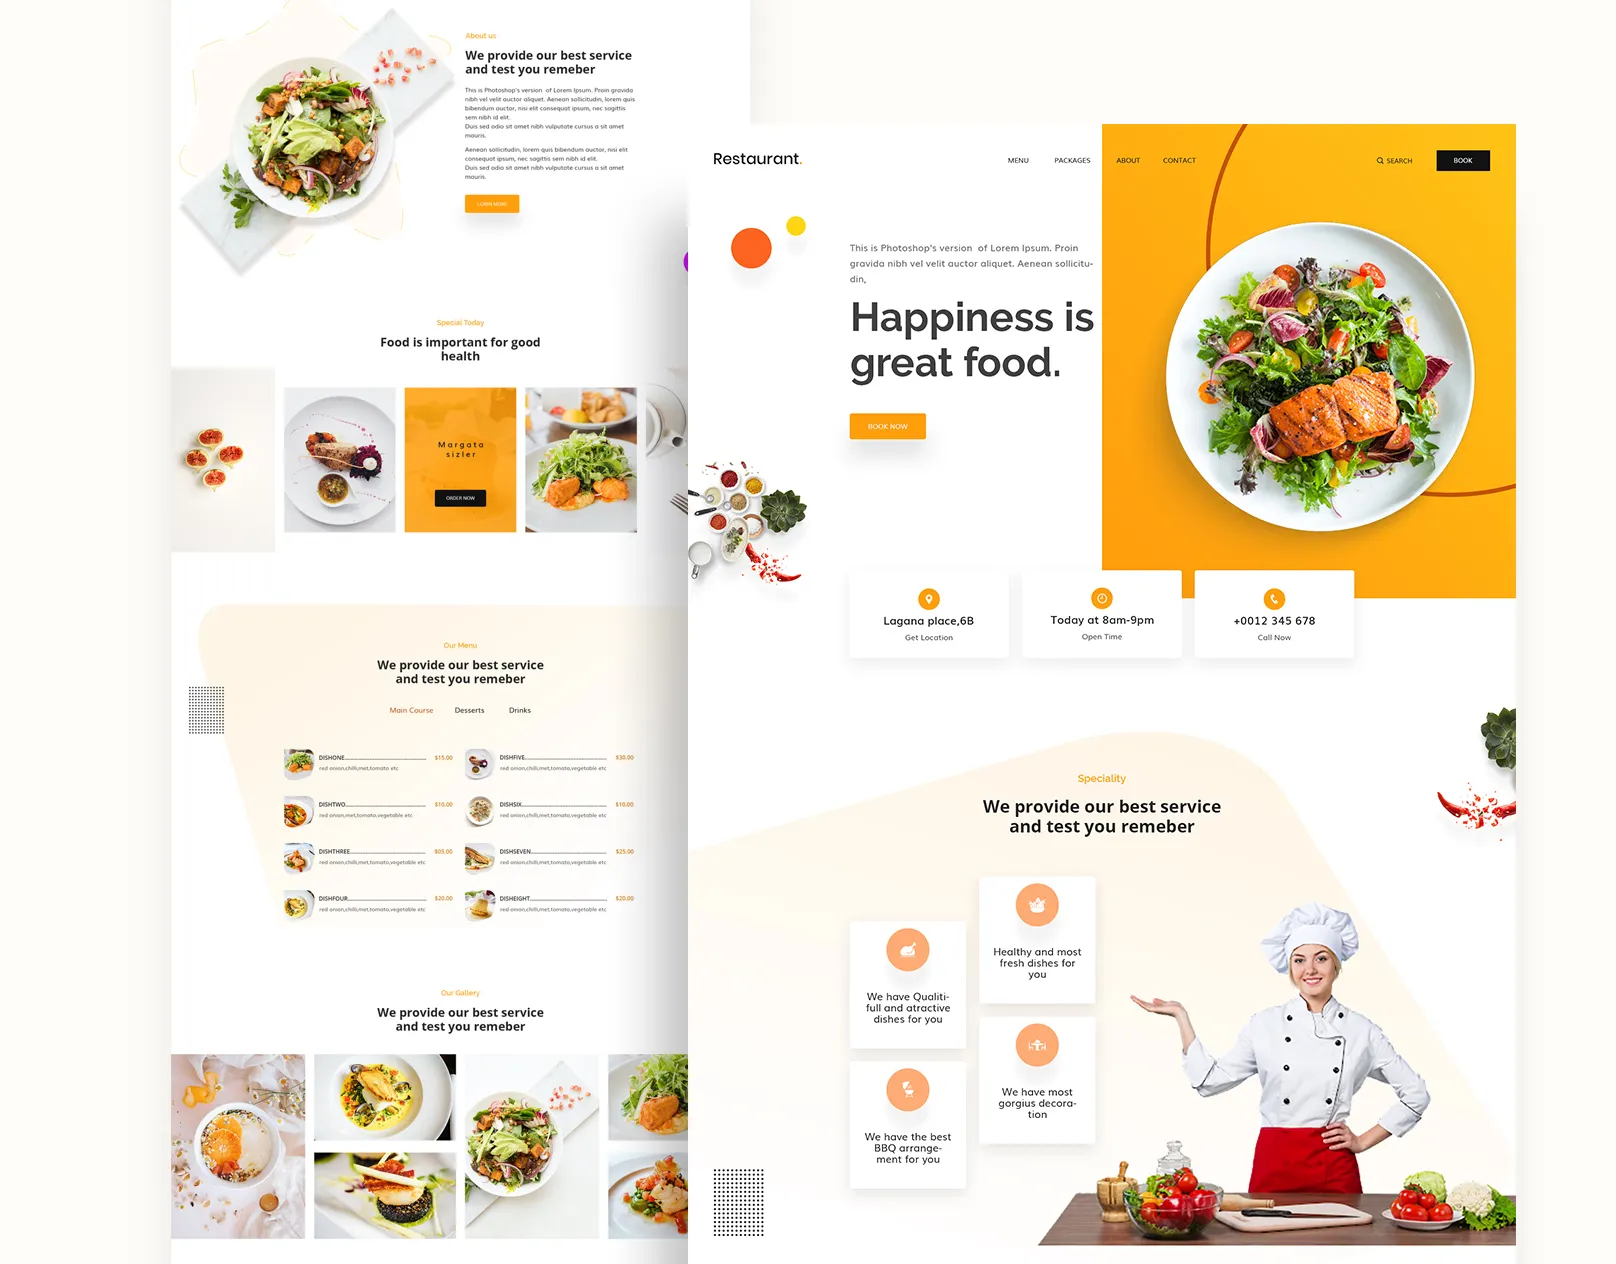 About us
We provide our best service
and test you remeber
This is Photoshop's version of Lorem Ipsum. Proin gravida
nibh vel velit auctor aliquet. Aenean sollicitudin, lorem quis
bibendum auctor, nisi elit consequat ipsum, nec sagittis
sem nibh id elit.
Duis sed odio sit amet nibh vulputate cursus a sit amet
mauris.
Aenean sollicitudin, lorem quis bibendum auctor, nisi elit
consequat ipsum, nec sagittis sem nibh id elit.
Duis sed odio sit amet nibh vulputate cursus a sit amet
mauris.
LORN MORE
Special Today
Food is important for good
health
Margata
sizler
ORDER NOW
Our Menu
We provide our best service
and test you remeber
Main Course Desserts Drinks
DISHONE $15.00
red onion,chilli,met,tomato etc
DISHTWO $10.00
red onion,met,tomato,vegetable etc
DISHTHREE $05.00
red onion,chilli,met,tomato,vegetable etc
DISHFOUR $20.00
red onion,chilli,met,tomato,vegetable etc
DISHFIVE $30.00
red onion,chilli,met,tomato,vegetable etc
DISHSIX $10.00
red onion,chilli,met,tomato,vegetable etc
DISHSEVEN $25.00
red onion,chilli,met,tomato,vegetable etc
DISHEIGHT $20.00
red onion,chilli,met,tomato,vegetable etc
Our Gallery
We provide our best service
and test you remeber
Restaurant.
MENU PACKAGES ABOUT CONTACT SEARCH BOOK
This is Photoshop's version of Lorem Ipsum. Proin
gravida nibh vel velit auctor aliquet. Aenean sollicitu-
din,
Happiness is
great food.
BOOK NOW
Lagana place,6B
Get Location
Today at 8am-9pm
Open Time
+0012 345 678
Call Now
Speciality
We provide our best service
and test you remeber
We have Qualiti-
full and atractive
dishes for you
Healthy and most
fresh dishes for
you
We have the best
BBQ arrange-
ment for you
We have most
gorgius decora-
tion